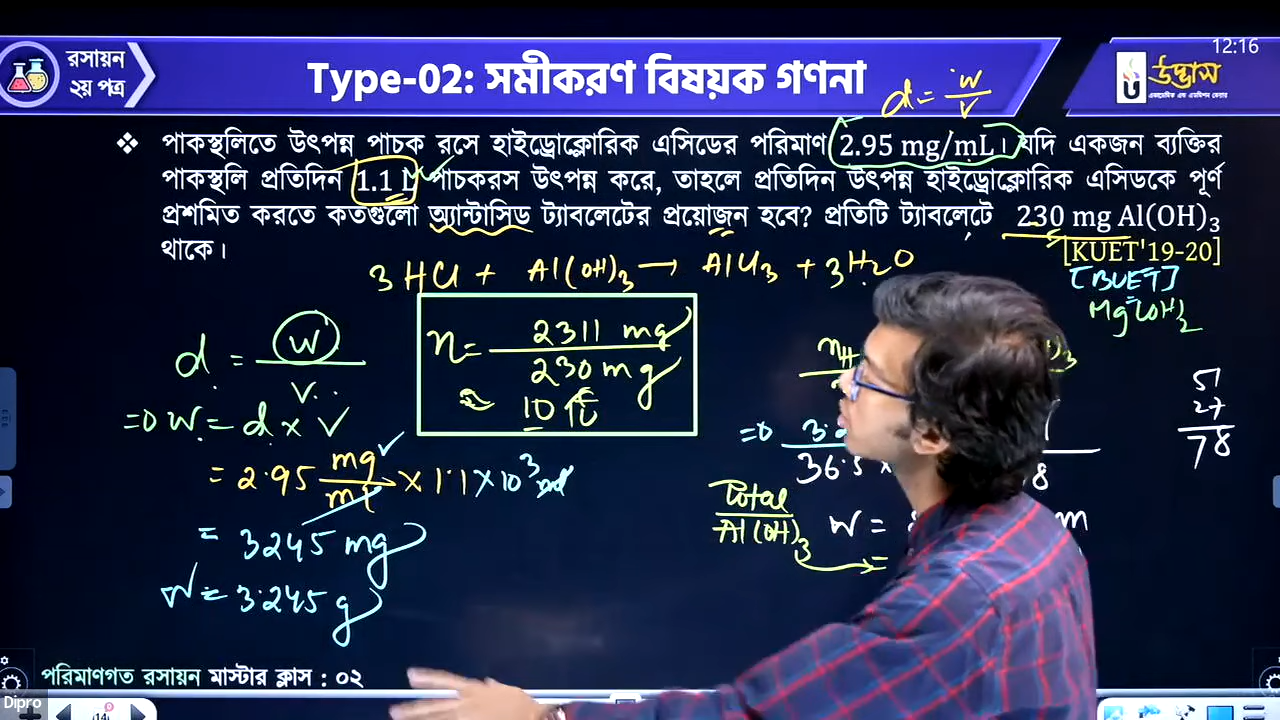 12:16
রসায়ন
২য় পত্র
Type-02: সমীকরণ বিষয়ক গণনা
উদ্ভাস
একাডেমিক এন্ড এডমিশন কেয়ার
d = w/v
❖ পাকস্থলিতে উৎপন্ন পাচক রসে হাইড্রোক্লোরিক এসিডের পরিমাণ 2.95 mg/mL। যদি একজন ব্যক্তির
পাকস্থলি প্রতিদিন 1.1 L পাচকরস উৎপন্ন করে, তাহলে প্রতিদিন উৎপন্ন হাইড্রোক্লোরিক এসিডকে পূর্ণ
প্রশমিত করতে কতগুলো অ্যান্টাসিড ট্যাবলেটের প্রয়োজন হবে? প্রতিটি ট্যাবলেটে 230 mg Al(OH)₃
থাকে।
[KUET'19-20]
3 HCl + Al(OH)₃ → AlCl₃ + 3H₂O
[BUET]
Mg(OH)₂
d = w/v
⇒ w = d × v
= 2.95 mg/ml × 1.1 × 10³ ml
= 3245 mg
W = 3.245 g
n = 2311 mg / 230 mg
≈ 10 টি
36.5
51
27
78
Total
Al(OH)₃ W =
=
পরিমাণগত রসায়ন মাস্টার ক্লাস : ০২
Dipro
14